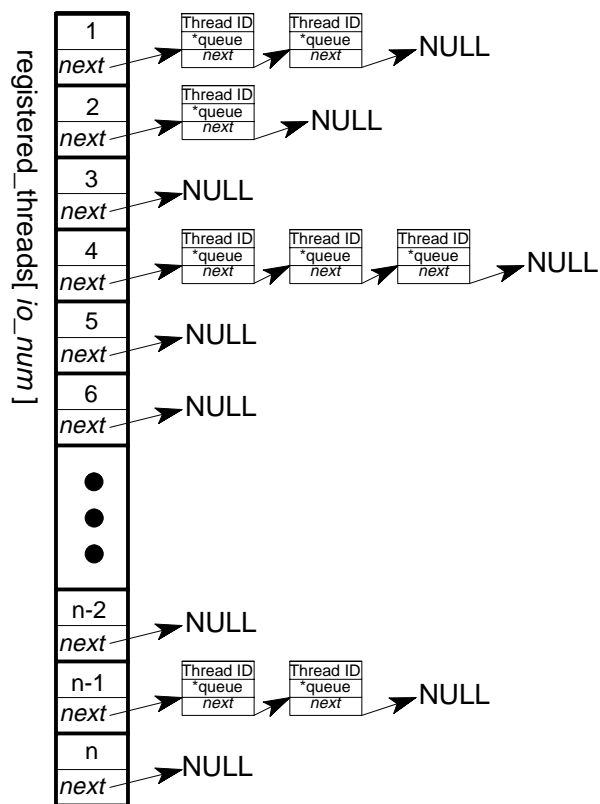 registered_threads[ io_num ]
1
next
Thread ID
*queue
next
Thread ID
*queue
next
NULL
2
next
Thread ID
*queue
next
NULL
3
next
NULL
4
next
Thread ID
*queue
next
Thread ID
*queue
next
Thread ID
*queue
next
NULL
5
next
NULL
6
next
NULL
n-2
next
NULL
n-1
next
Thread ID
*queue
next
Thread ID
*queue
next
NULL
n
next
NULL